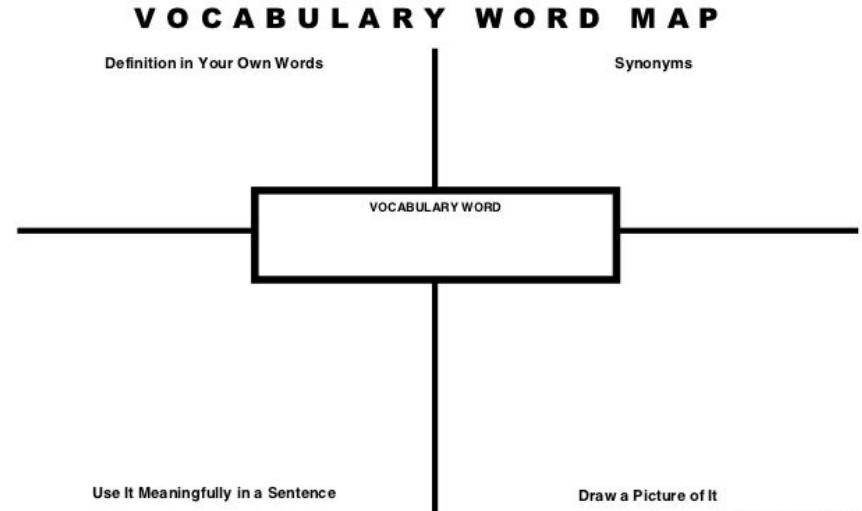 VOCABULARY WORD MAP
Definition in Your Own Words
Synonyms
VOCABULARY WORD
Use It Meaningfully in a Sentence
Draw a Picture of It